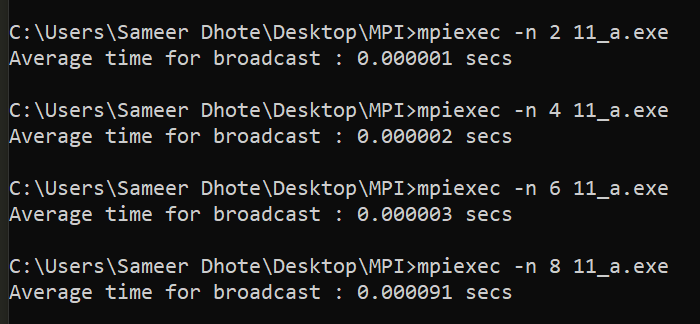 C:\Users\Sameer Dhote\Desktop\MPI>mpiexec -n 2 11_a.exe
Average time for broadcast : 0.000001 secs
C:\Users\Sameer Dhote\Desktop\MPI>mpiexec -n 4 11_a.exe
Average time for broadcast : 0.000002 secs
C:\Users\Sameer Dhote\Desktop\MPI>mpiexec -n 6 11_a.exe
Average time for broadcast : 0.000003 secs
C:\Users\Sameer Dhote\Desktop\MPI>mpiexec -n 8 11_a.exe
Average time for broadcast : 0.000091 secs